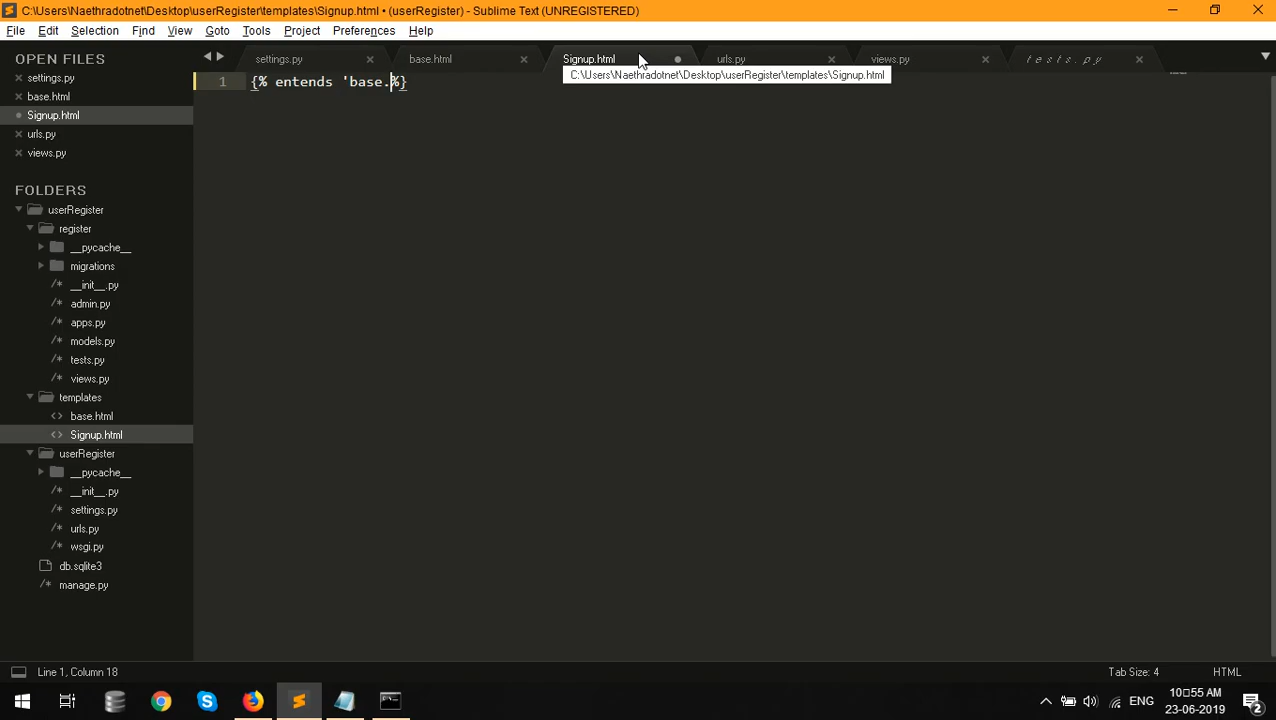 C:\Users\Naethradotnet\Desktop\userRegister\templates\Signup.html • (userRegister) - Sublime Text (UNREGISTERED)
File Edit Selection Find View Goto Tools Project Preferences Help
OPEN FILES
settings.py
base.html
Signup.html
urls.py
views.py
FOLDERS
userRegister
register
__pycache__
migrations
__init__.py
admin.py
apps.py
models.py
tests.py
views.py
templates
base.html
Signup.html
userRegister
__pycache__
__init__.py
settings.py
urls.py
wsgi.py
db.sqlite3
manage.py
settings.py base.html Signup.html urls.py views.py tests.py
C:\Users\Naethradotnet\Desktop\userRegister\templates\Signup.html
1 {% entends 'base.%}
Line 1, Column 18
Tab Size: 4 HTML
ENG
10:55 AM
23-06-2019
2